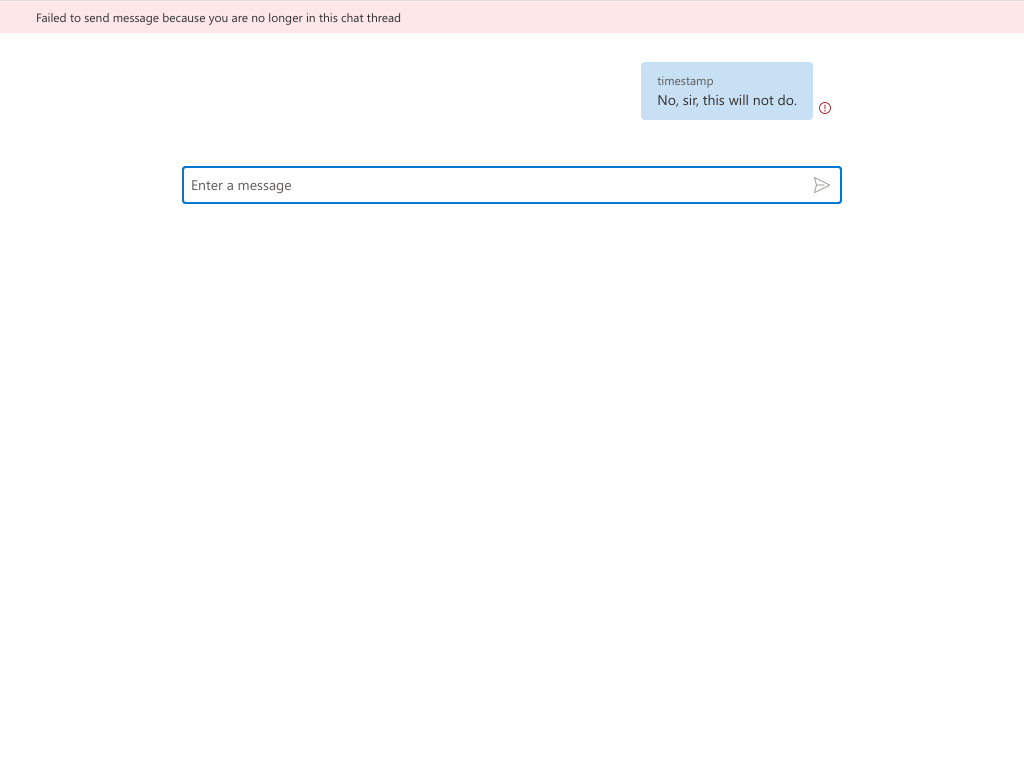 Failed to send message because you are no longer in this chat thread
timestamp
No, sir, this will not do.
Enter a message